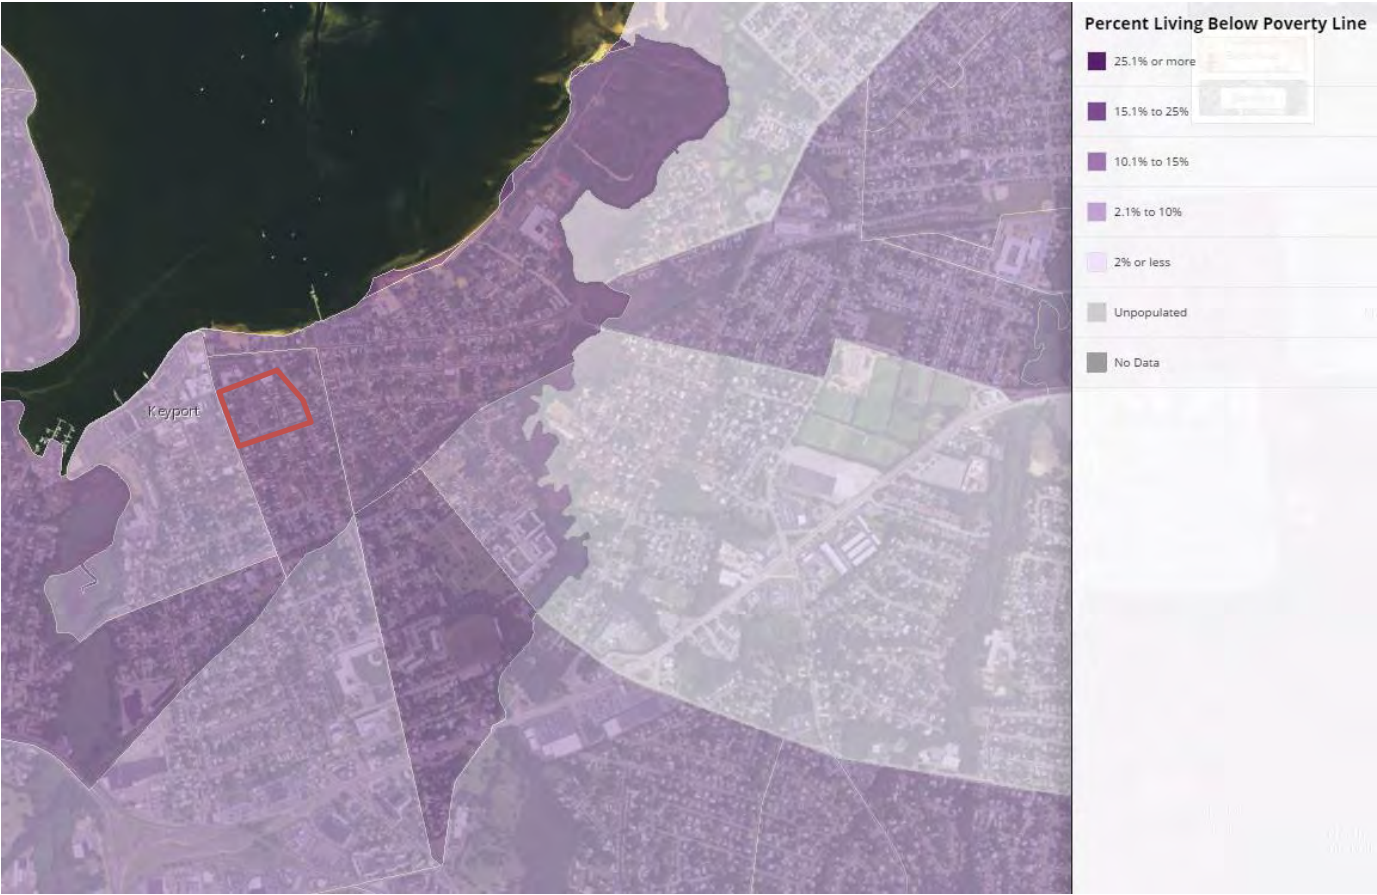 Percent Living Below Poverty Line
25.1% or more
15.1% to 25%
10.1% to 15%
2.1% to 10%
2% or less
Unpopulated
No Data
Keyport